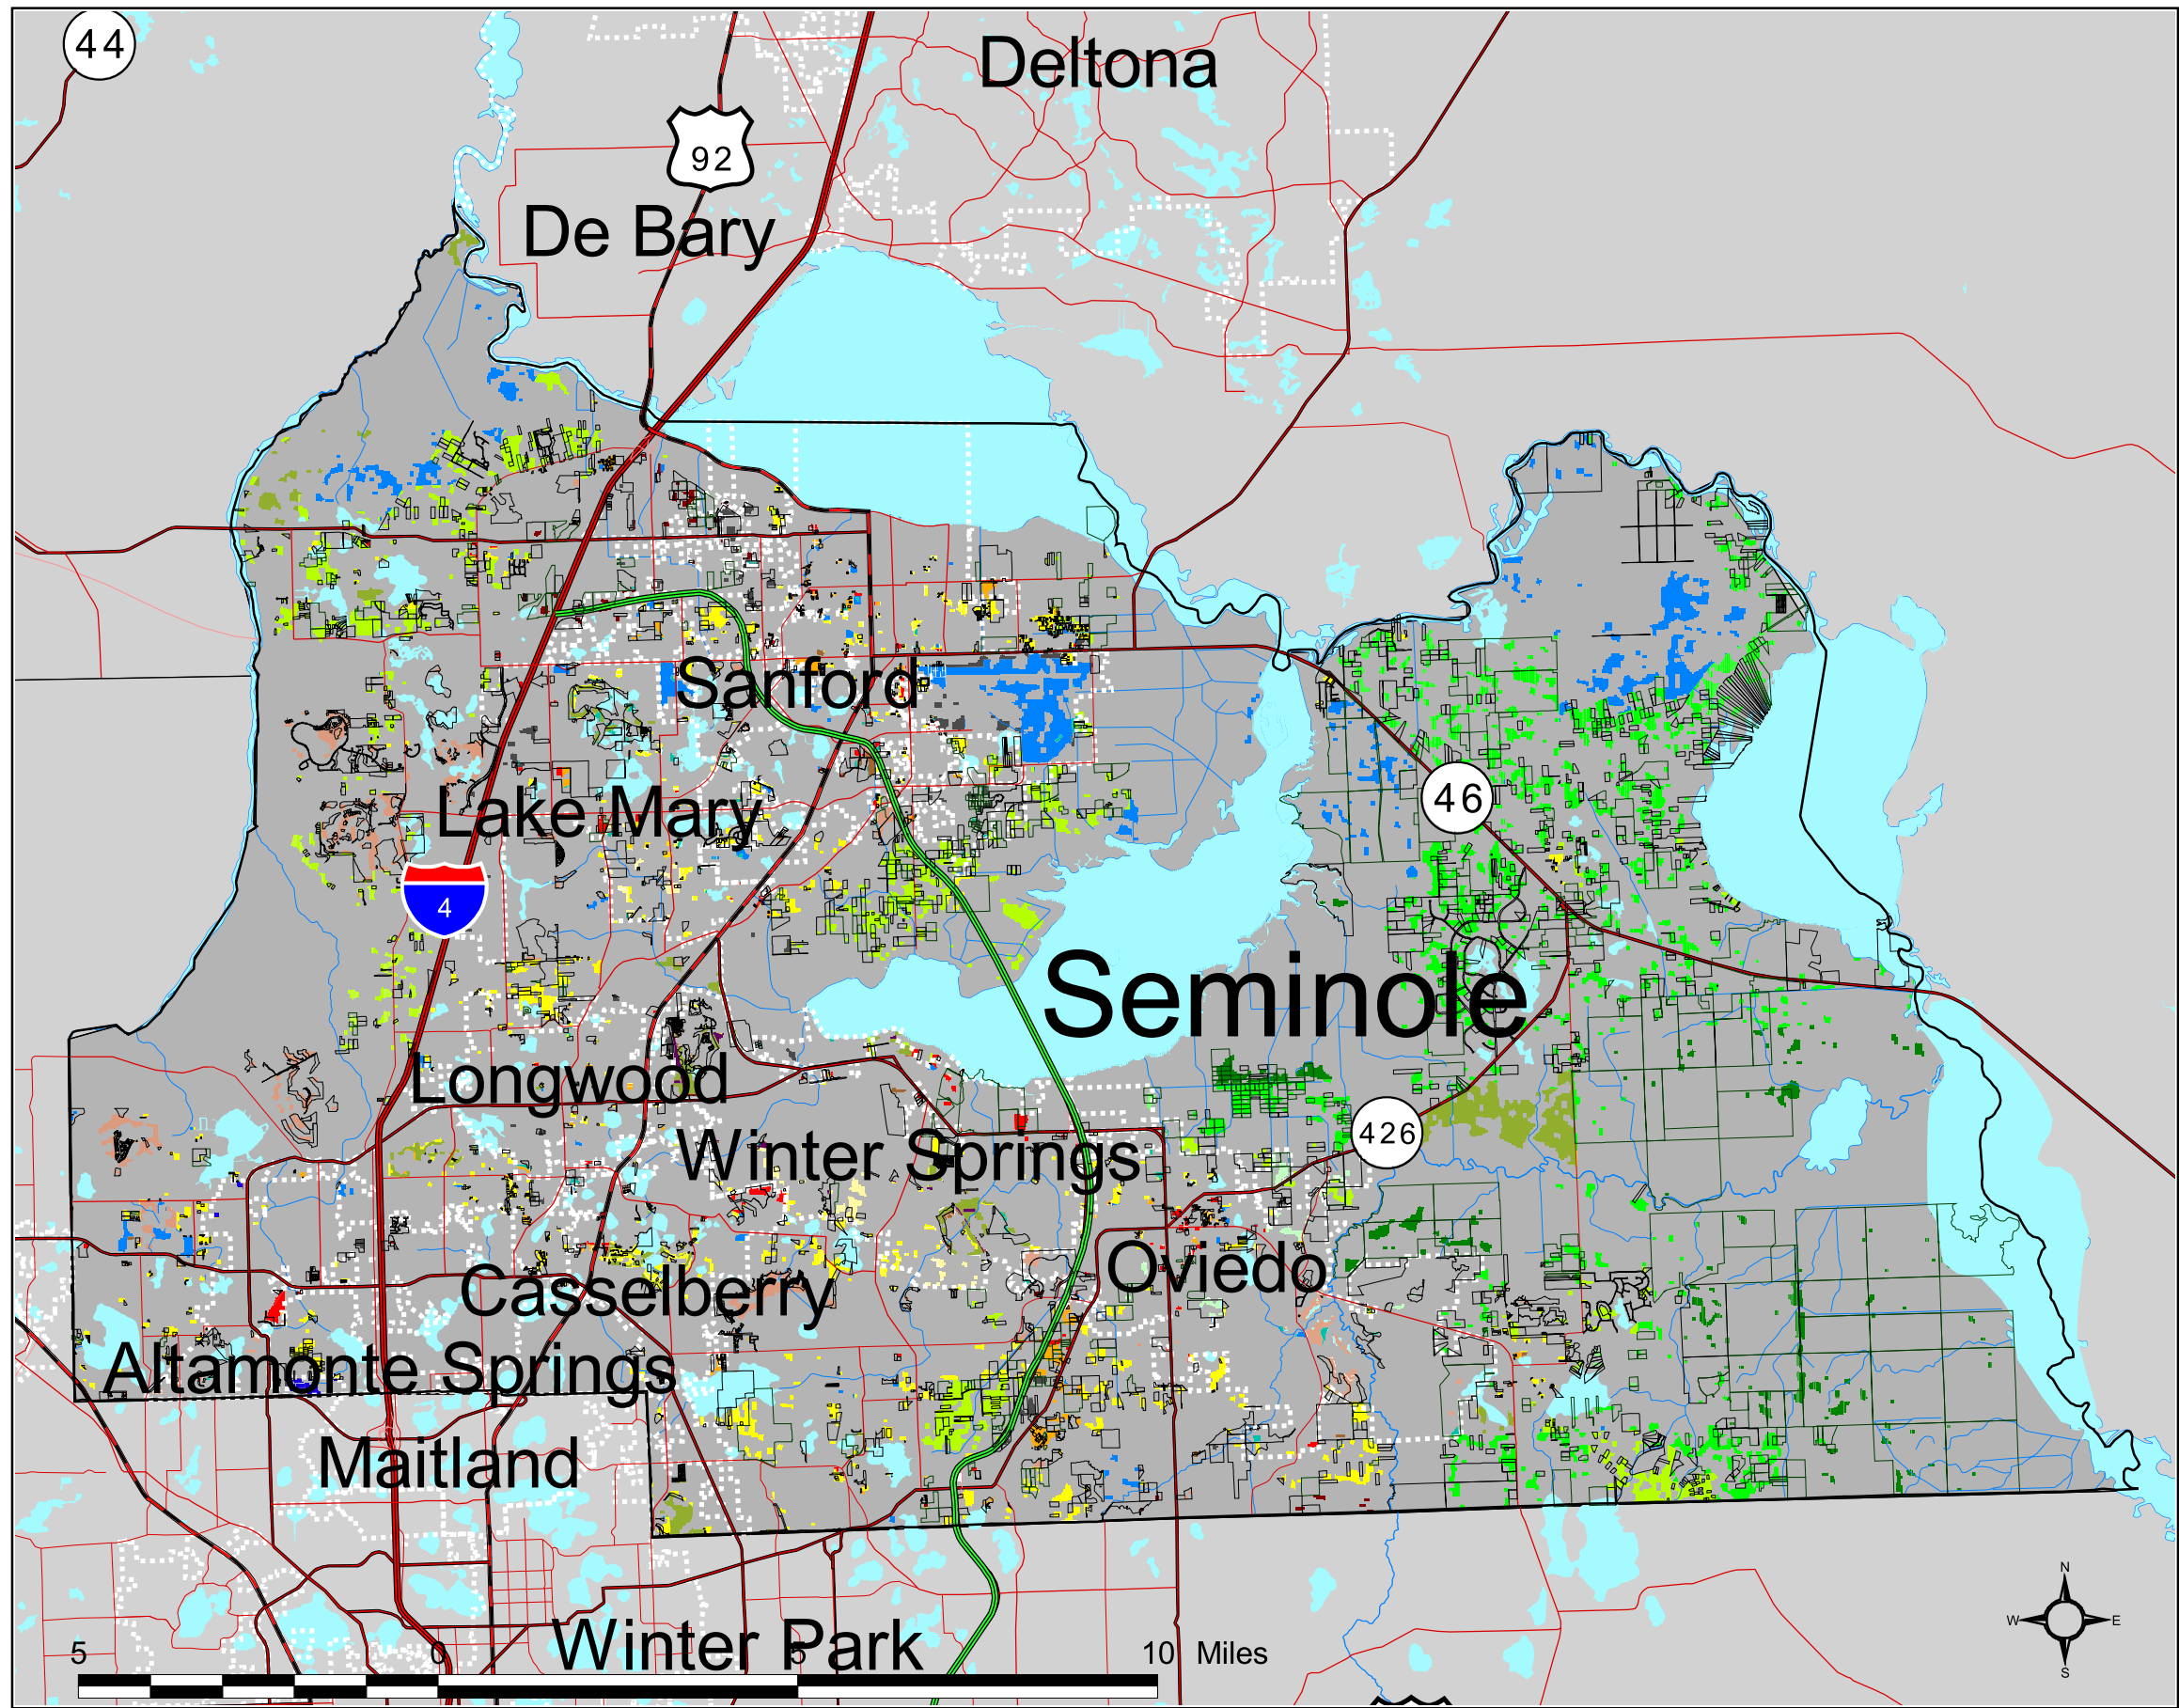 44
Deltona
92
De Bary
Sanford
Lake Mary
46
4
Seminole
Longwood
426
Winter Springs
Oviedo
Casselberry
Altamonte Springs
Maitland
Winter Park
5 0 5 10 Miles
N
W E
S